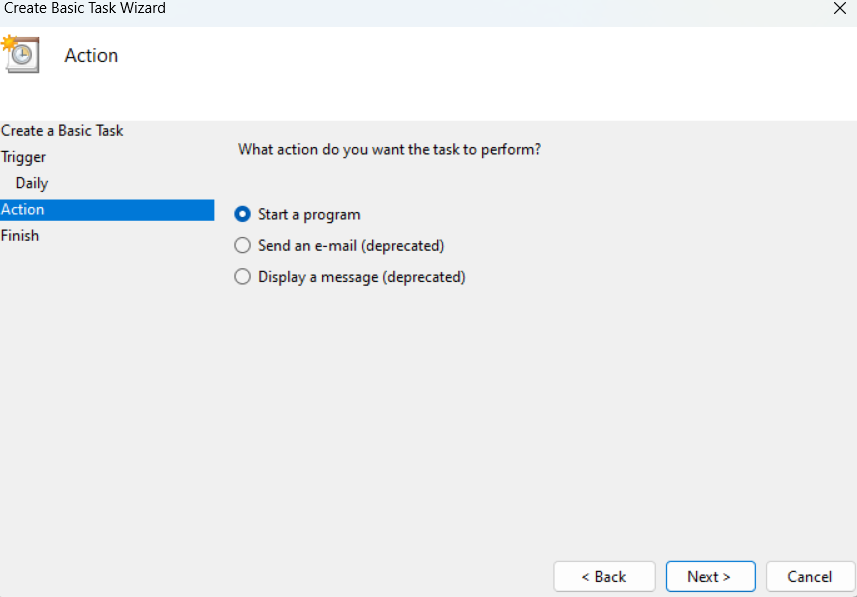 Create Basic Task Wizard
Action
Create a Basic Task
Trigger
Daily
Action
Finish
What action do you want the task to perform?
Start a program
Send an e-mail (deprecated)
Display a message (deprecated)
< Back
Next >
Cancel